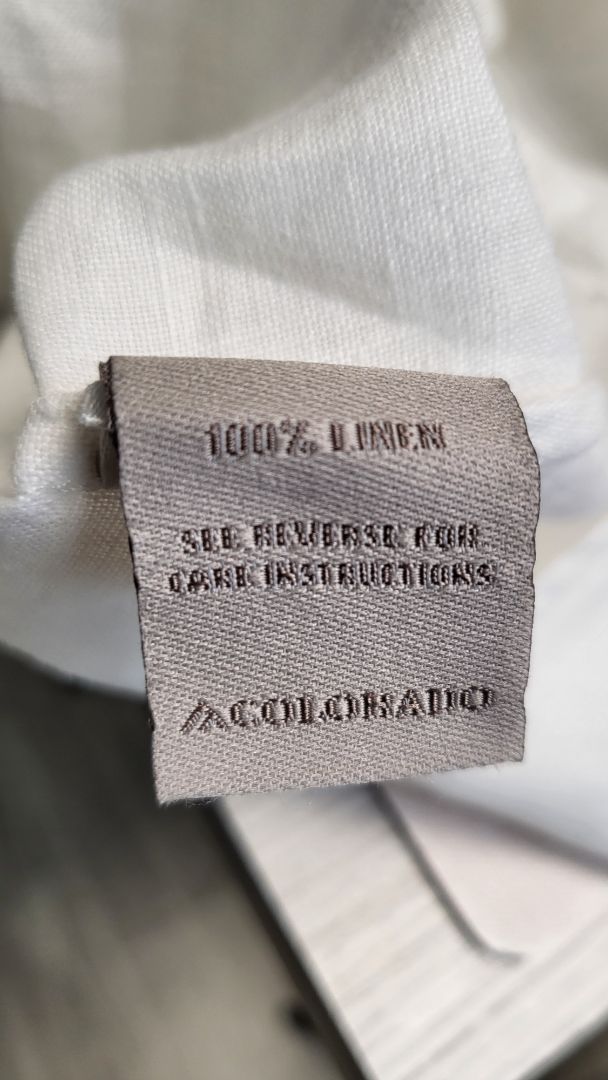 100% LINEN
SEE REVERSE FOR
CARE INSTRUCTIONS
COLORADO